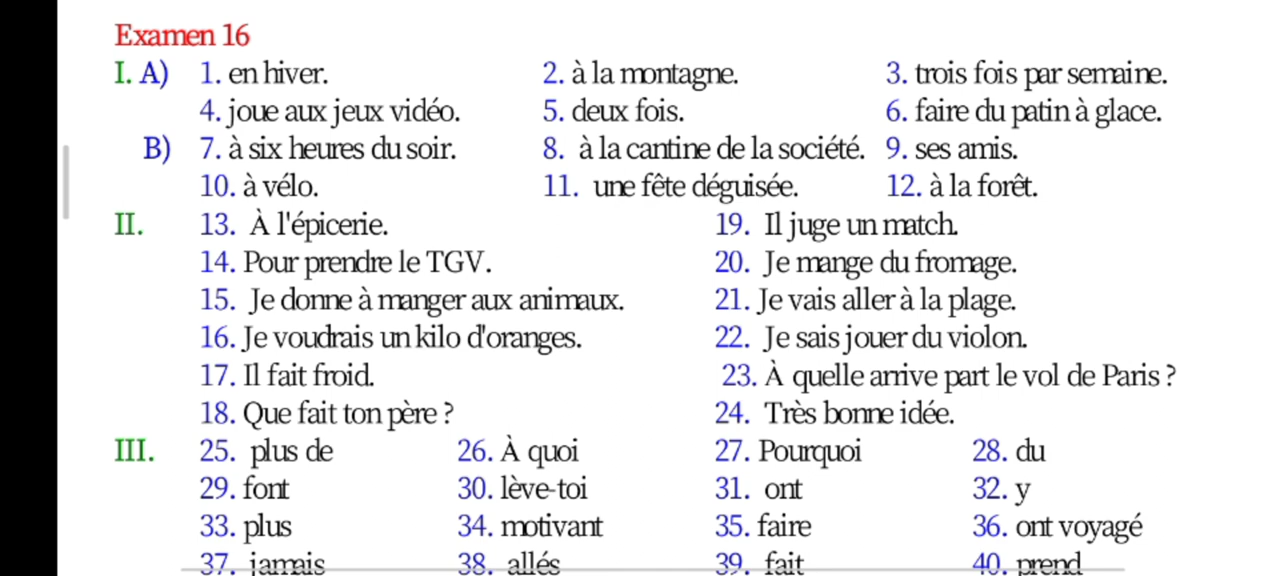 Examen 16
I. A) 1. en hiver. 2. à la montagne. 3. trois fois par semaine.
4. joue aux jeux vidéo. 5. deux fois. 6. faire du patin à glace.
B) 7. à six heures du soir. 8. à la cantine de la société. 9. ses amis.
10. à vélo. 11. une fête déguisée. 12. à la forêt.
II. 13. À l'épicerie. 19. Il juge un match.
14. Pour prendre le TGV. 20. Je mange du fromage.
15. Je donne à manger aux animaux. 21. Je vais aller à la plage.
16. Je voudrais un kilo d'oranges. 22. Je sais jouer du violon.
17. Il fait froid. 23. À quelle arrive part le vol de Paris ?
18. Que fait ton père ? 24. Très bonne idée.
III. 25. plus de 26. À quoi 27. Pourquoi 28. du
29. font 30. lève-toi 31. ont 32. y
33. plus 34. motivant 35. faire 36. ont voyagé
37. jamais 38. allés 39. fait 40. prend